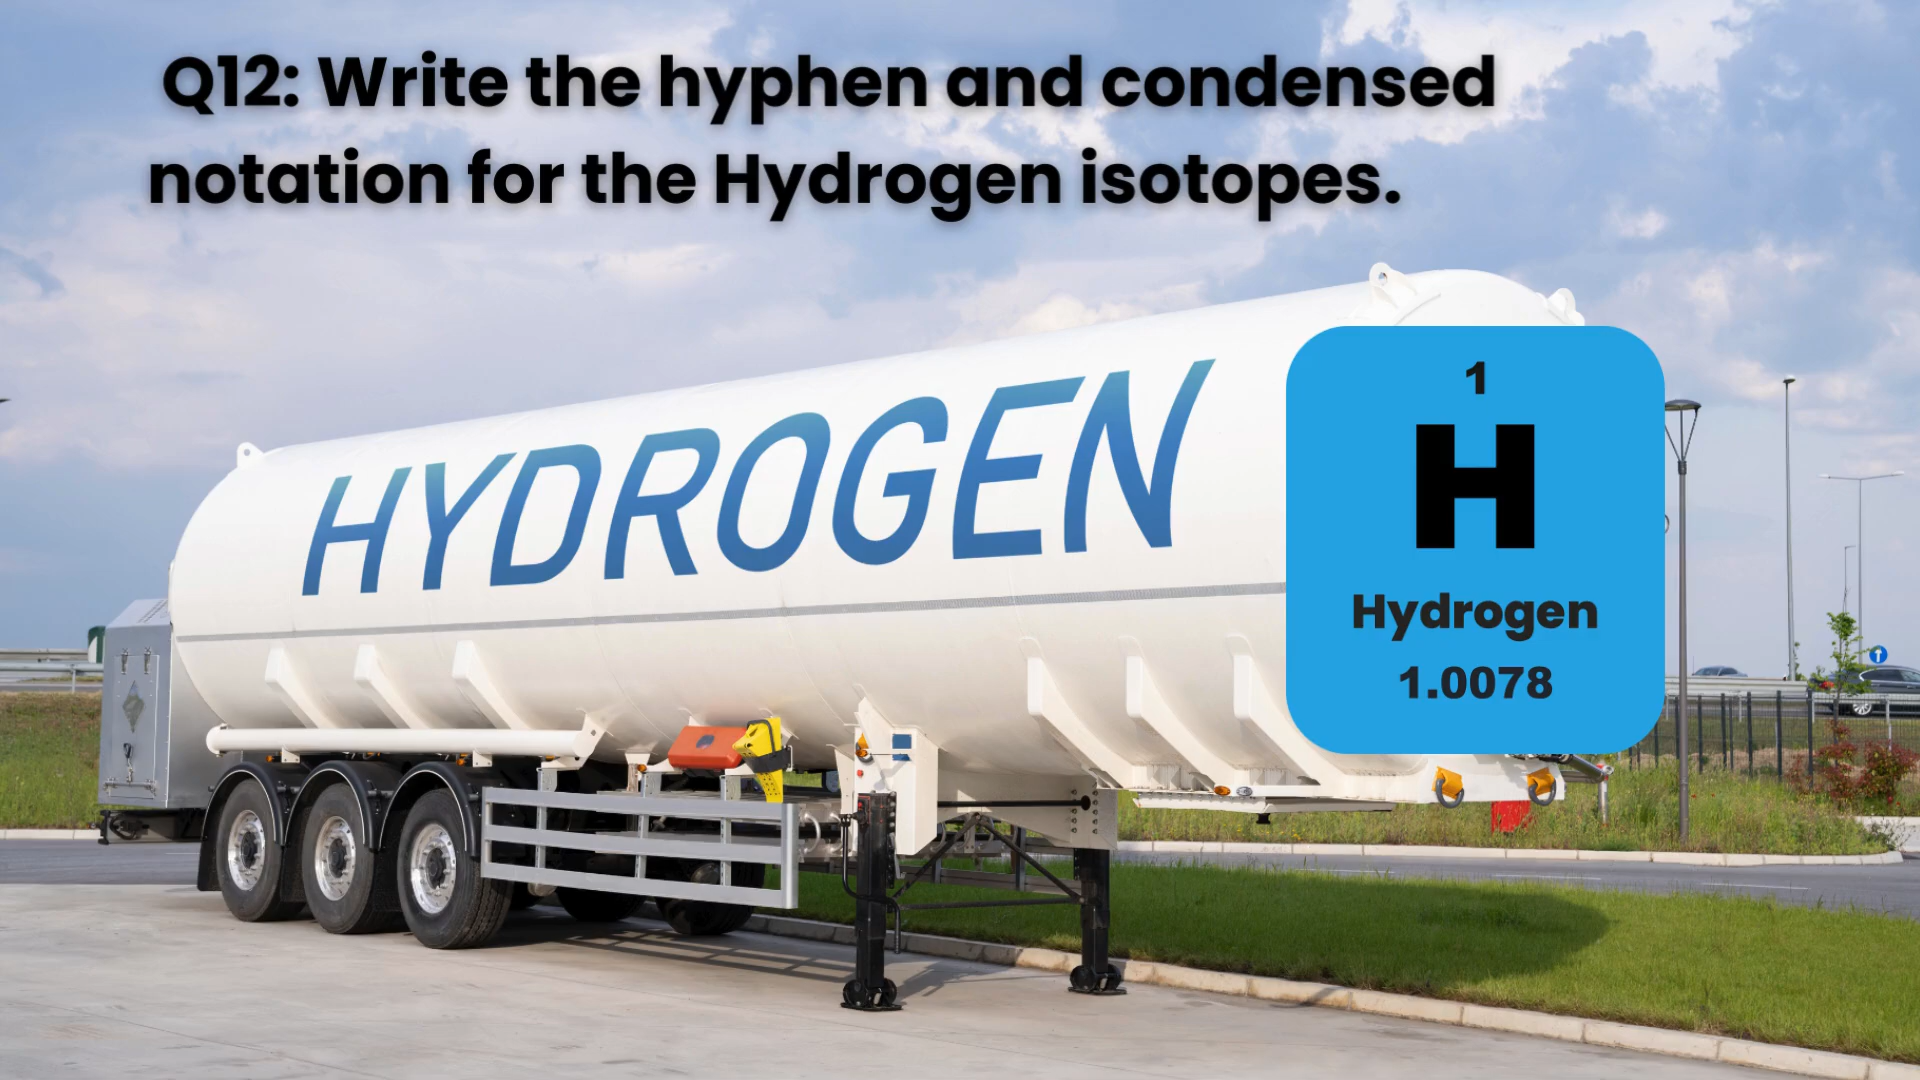 Q12: Write the hyphen and condensed
notation for the Hydrogen isotopes.
HYDROGEN
1
H
Hydrogen
1.0078